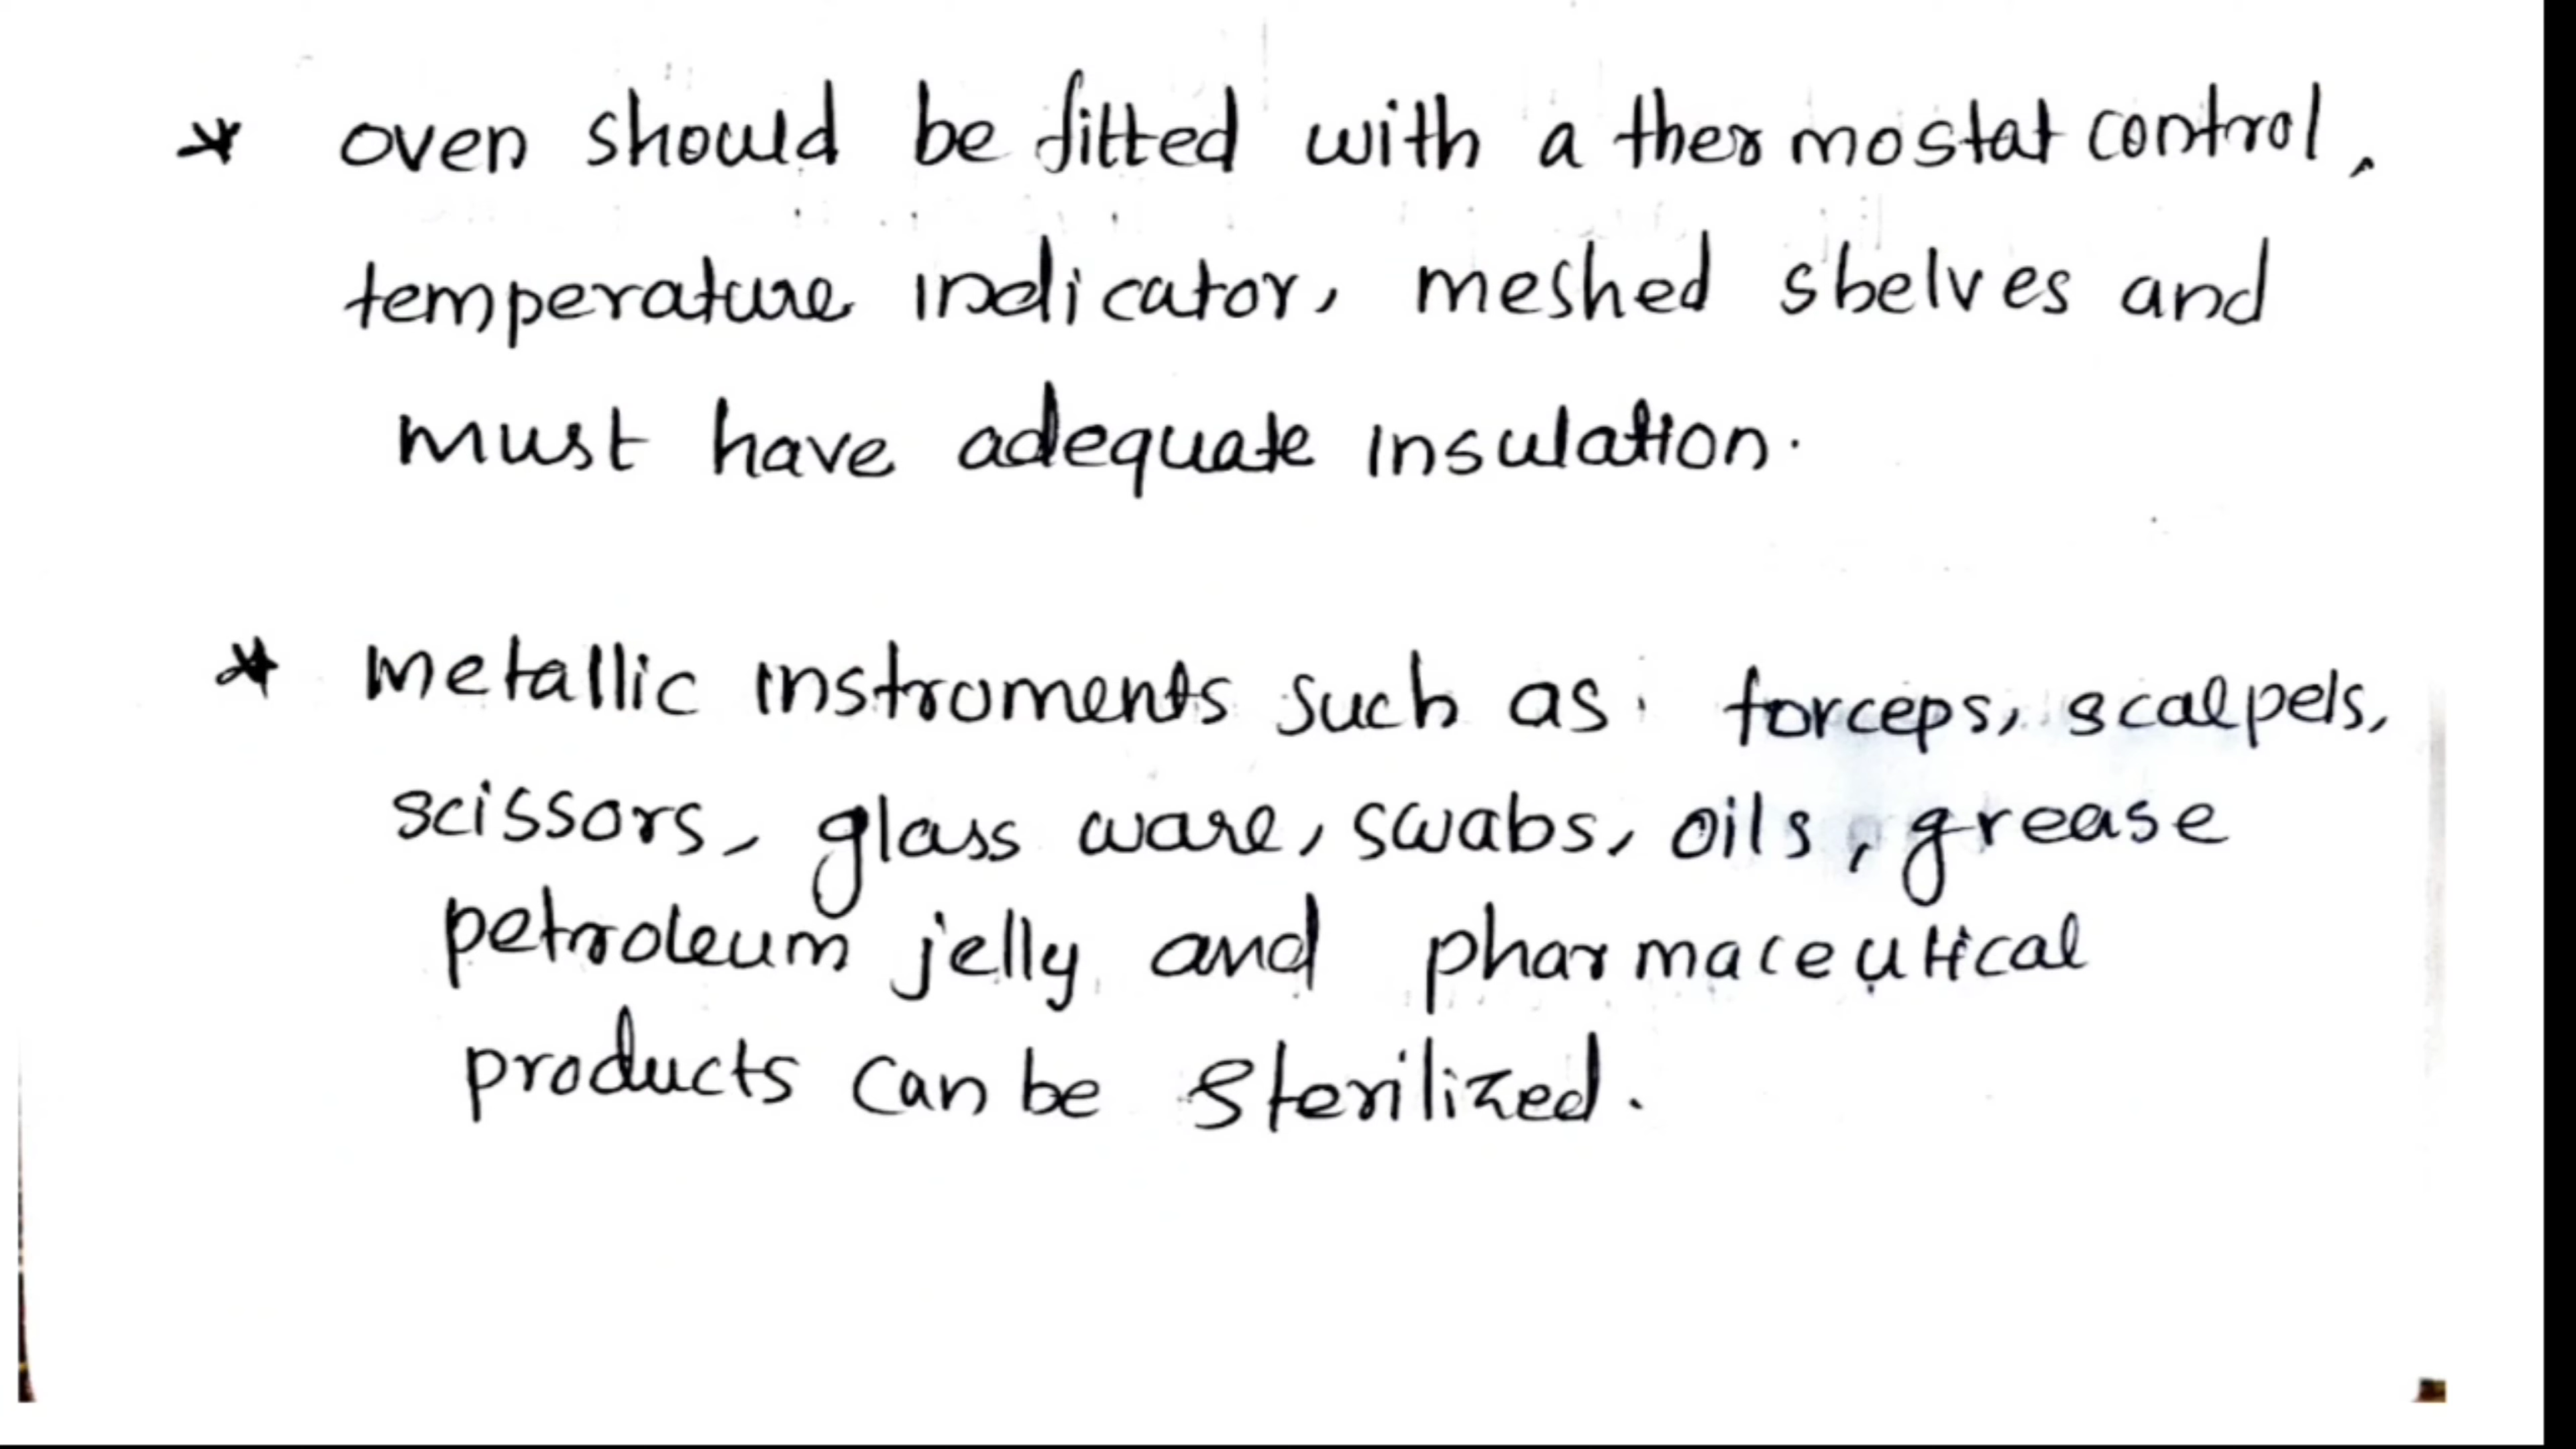 * oven should be fitted with a thermostat control,
temperature indicator, meshed shelves and
must have adequate insulation.
* Metallic instroments such as forceps, scalpels,
scissors, glass ware, swabs, oils, grease
petroleum jelly and pharmaceutical
products can be sterilized.